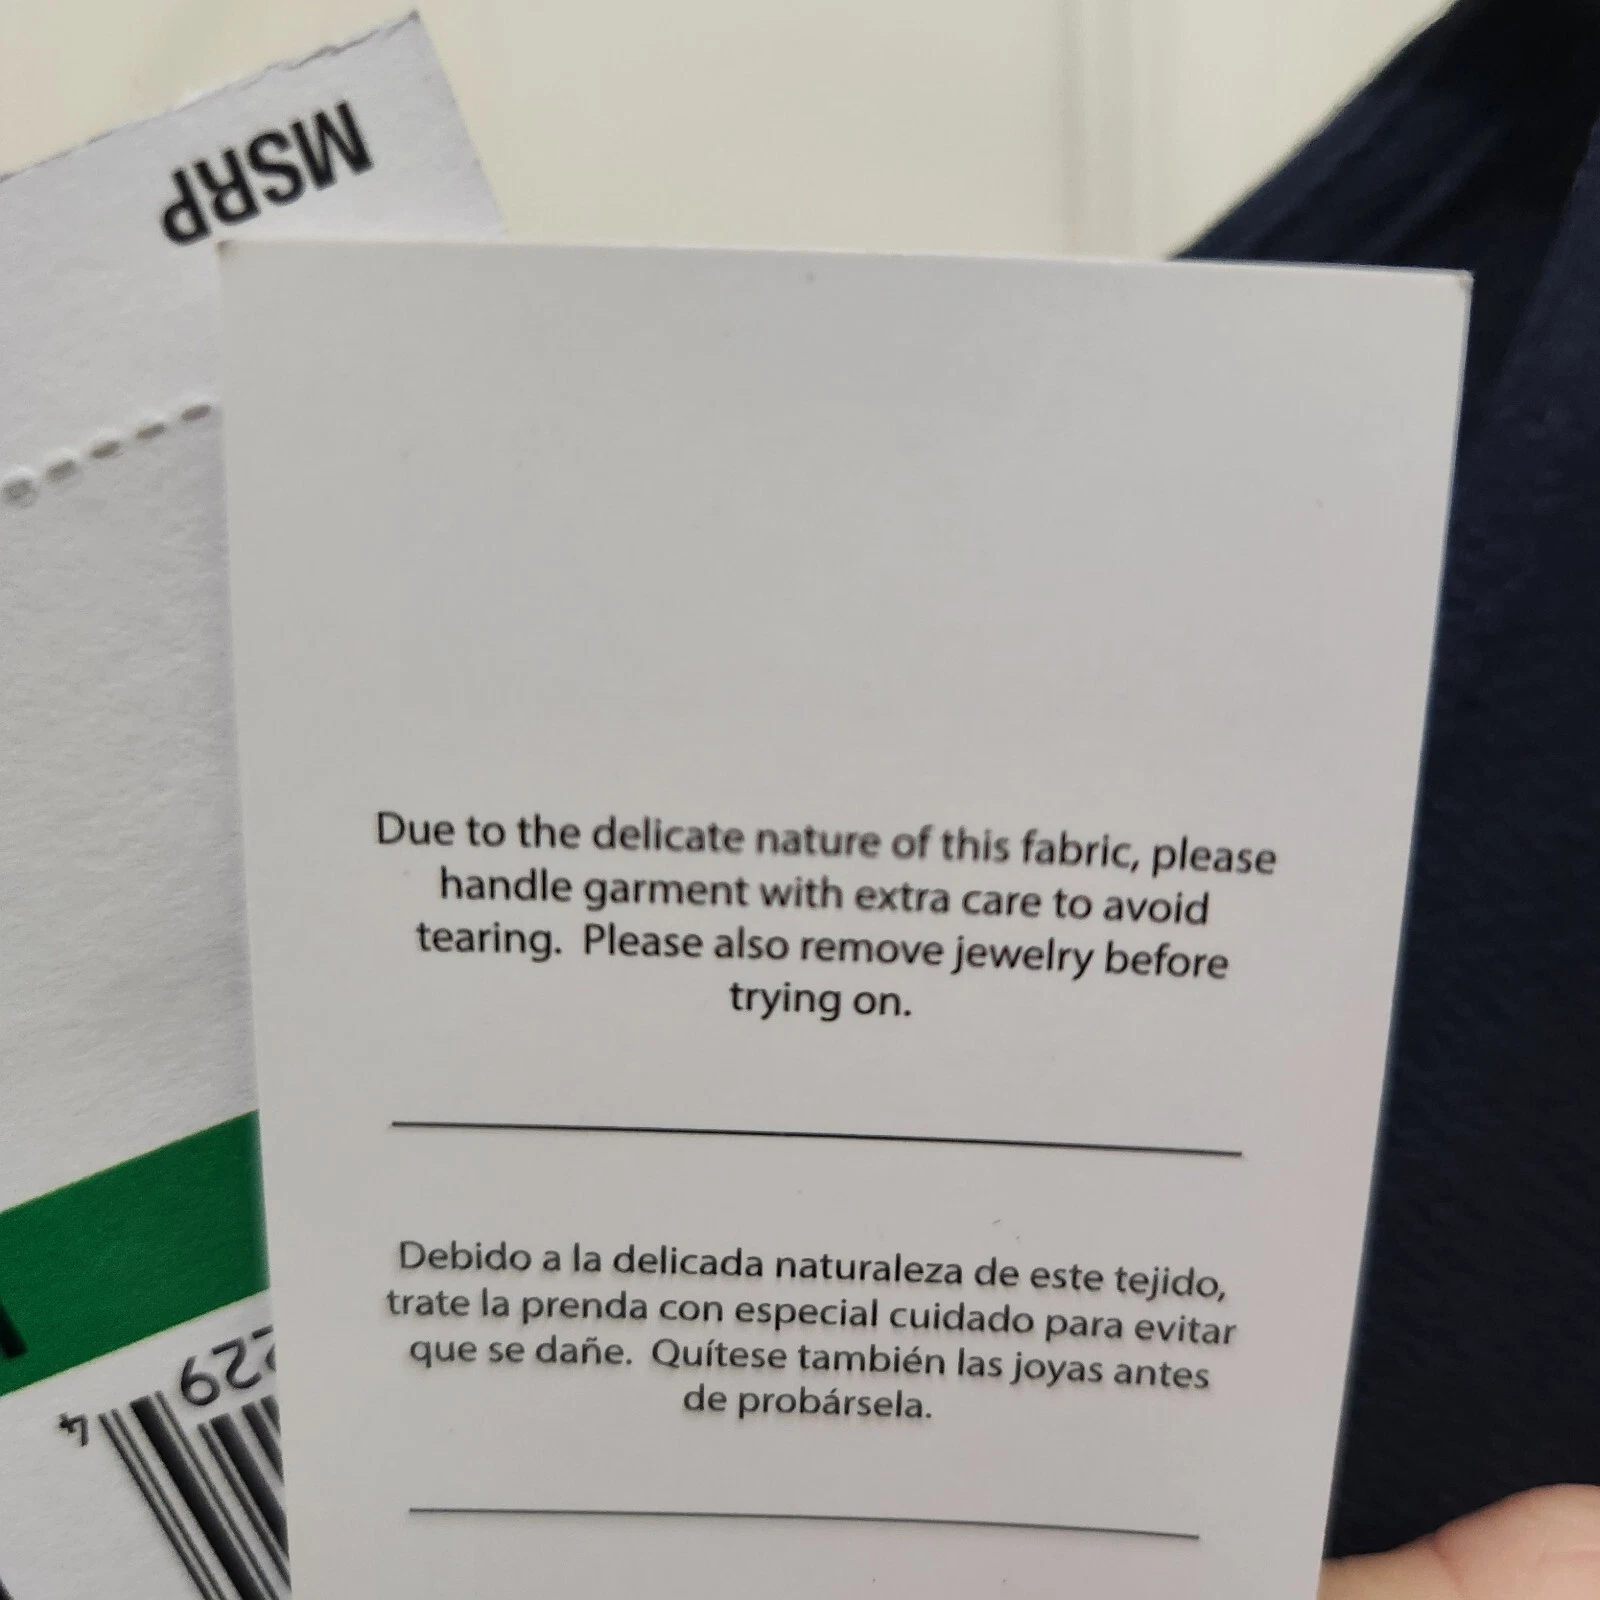 MSRP
Due to the delicate nature of this fabric, please
handle garment with extra care to avoid
tearing. Please also remove jewelry before
trying on.
Debido a la delicada naturaleza de este tejido,
trate la prenda con especial cuidado para evitar
que se dañe. Quítese también las joyas antes
de probársela.
4